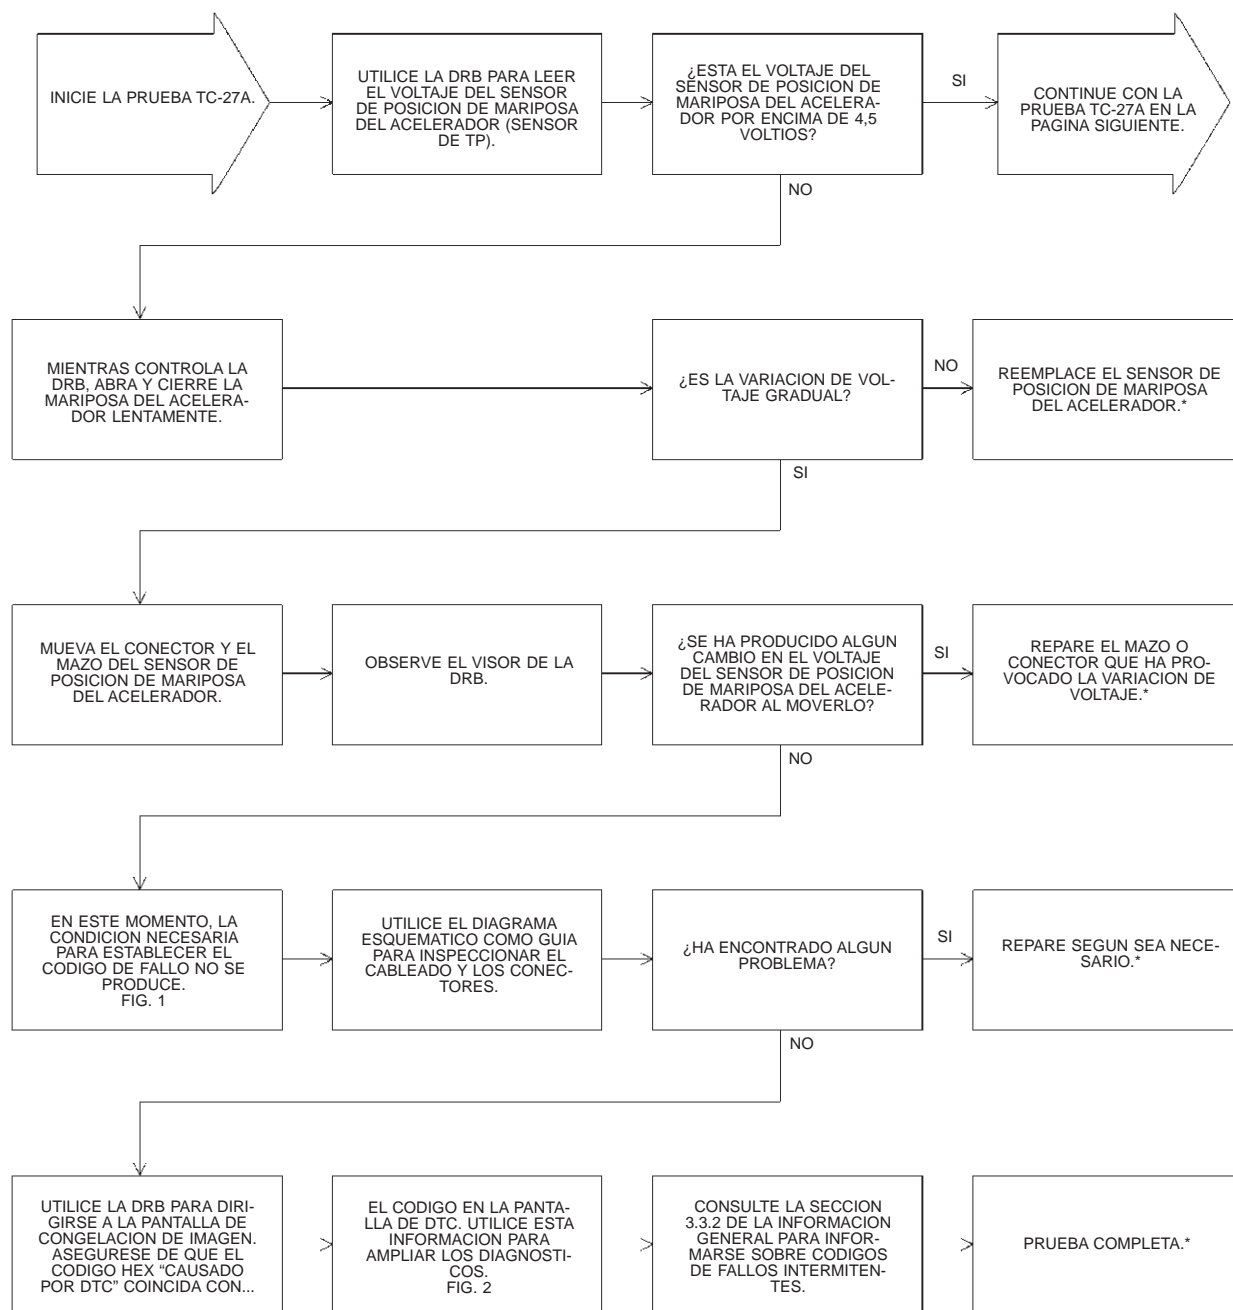 INICIE LA PRUEBA TC-27A.
UTILICE LA DRB PARA LEER
EL VOLTAJE DEL SENSOR
DE POSICION DE MARIPOSA
DEL ACELERADOR (SENSOR
DE TP).
¿ESTA EL VOLTAJE DEL
SENSOR DE POSICION DE
MARIPOSA DEL ACELERA-
DOR POR ENCIMA DE 4,5
VOLTIOS?
SI
CONTINUE CON LA
PRUEBA TC-27A EN LA
PAGINA SIGUIENTE.
NO
MIENTRAS CONTROLA LA
DRB, ABRA Y CIERRE LA
MARIPOSA DEL ACELERA-
DOR LENTAMENTE.
¿ES LA VARIACION DE VOL-
TAJE GRADUAL?
NO
REEMPLACE EL SENSOR DE
POSICION DE MARIPOSA
DEL ACELERADOR.*
SI
MUEVA EL CONECTOR Y EL
MAZO DEL SENSOR DE
POSICION DE MARIPOSA
DEL ACELERADOR.
OBSERVE EL VISOR DE LA
DRB.
¿SE HA PRODUCIDO ALGUN
CAMBIO EN EL VOLTAJE
DEL SENSOR DE POSICION
DE MARIPOSA DEL ACELE-
RADOR AL MOVERLO?
SI
REPARE EL MAZO O
CONECTOR QUE HA PRO-
VOCADO LA VARIACION DE
VOLTAJE.*
NO
EN ESTE MOMENTO, LA
CONDICION NECESARIA
PARA ESTABLECER EL
CODIGO DE FALLO NO SE
PRODUCE.
FIG. 1
UTILICE EL DIAGRAMA
ESQUEMATICO COMO GUIA
PARA INSPECCIONAR EL
CABLEADO Y LOS CONEC-
TORES.
¿HA ENCONTRADO ALGUN
PROBLEMA?
SI
REPARE SEGUN SEA NECE-
SARIO.*
NO
UTILICE LA DRB PARA DIRI-
GIRSE A LA PANTALLA DE
CONGELACION DE IMAGEN.
ASEGURESE DE QUE EL
CODIGO HEX “CAUSADO
POR DTC” COINCIDA CON...
EL CODIGO EN LA PANTA-
LLA DE DTC. UTILICE ESTA
INFORMACION PARA
AMPLIAR LOS DIAGNOSTI-
COS.
FIG. 2
CONSULTE LA SECCION
3.3.2 DE LA INFORMACION
GENERAL PARA INFOR-
MARSE SOBRE CODIGOS
DE FALLOS INTERMITEN-
TES.
PRUEBA COMPLETA.*